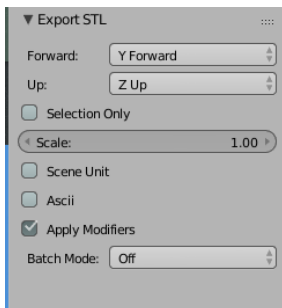 Export STL
Forward: Y Forward
Up: Z Up
Selection Only
Scale: 1.00
Scene Unit
Ascii
Apply Modifiers
Batch Mode: Off